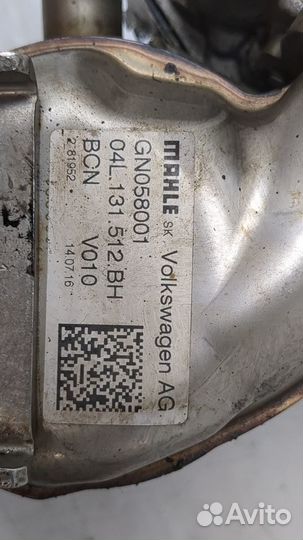 MAHLE SK Volkswagen AG
GN058001
04L.131.512.BH
BCN V010
2781952 14.07.16
Avito